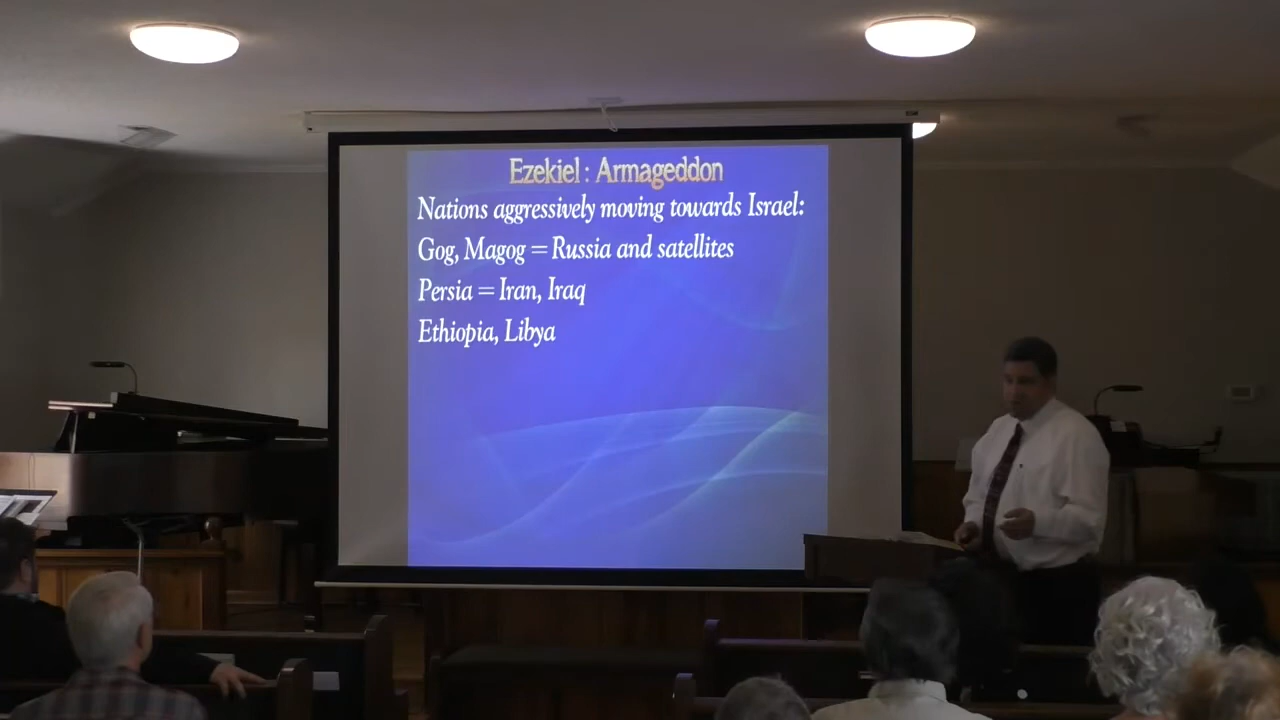 Ezekiel : Armageddon
Nations aggressively moving towards Israel:
Gog, Magog = Russia and satellites
Persia = Iran, Iraq
Ethiopia, Libya